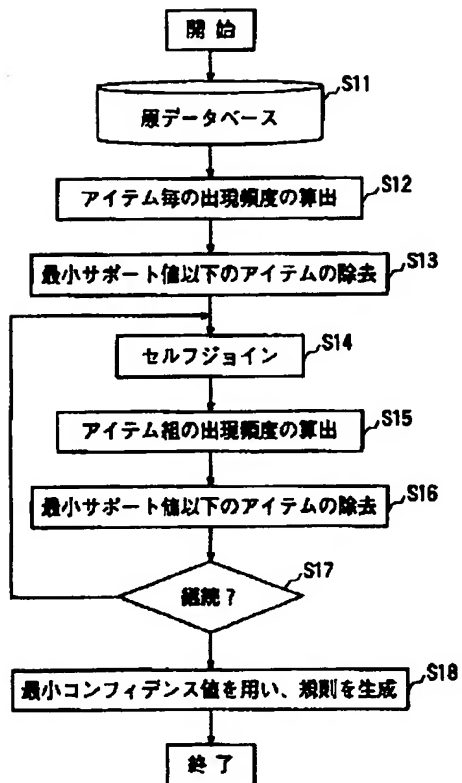 開始
S11
原データベース
S12
アイテム毎の出現頻度の算出
S13
最小サポート値以下のアイテムの除去
S14
セルフジョイン
S15
アイテム組の出現頻度の算出
S16
最小サポート値以下のアイテムの除去
S17
継続?
S18
最小コンフィデンス値を用い、規則を生成
終了